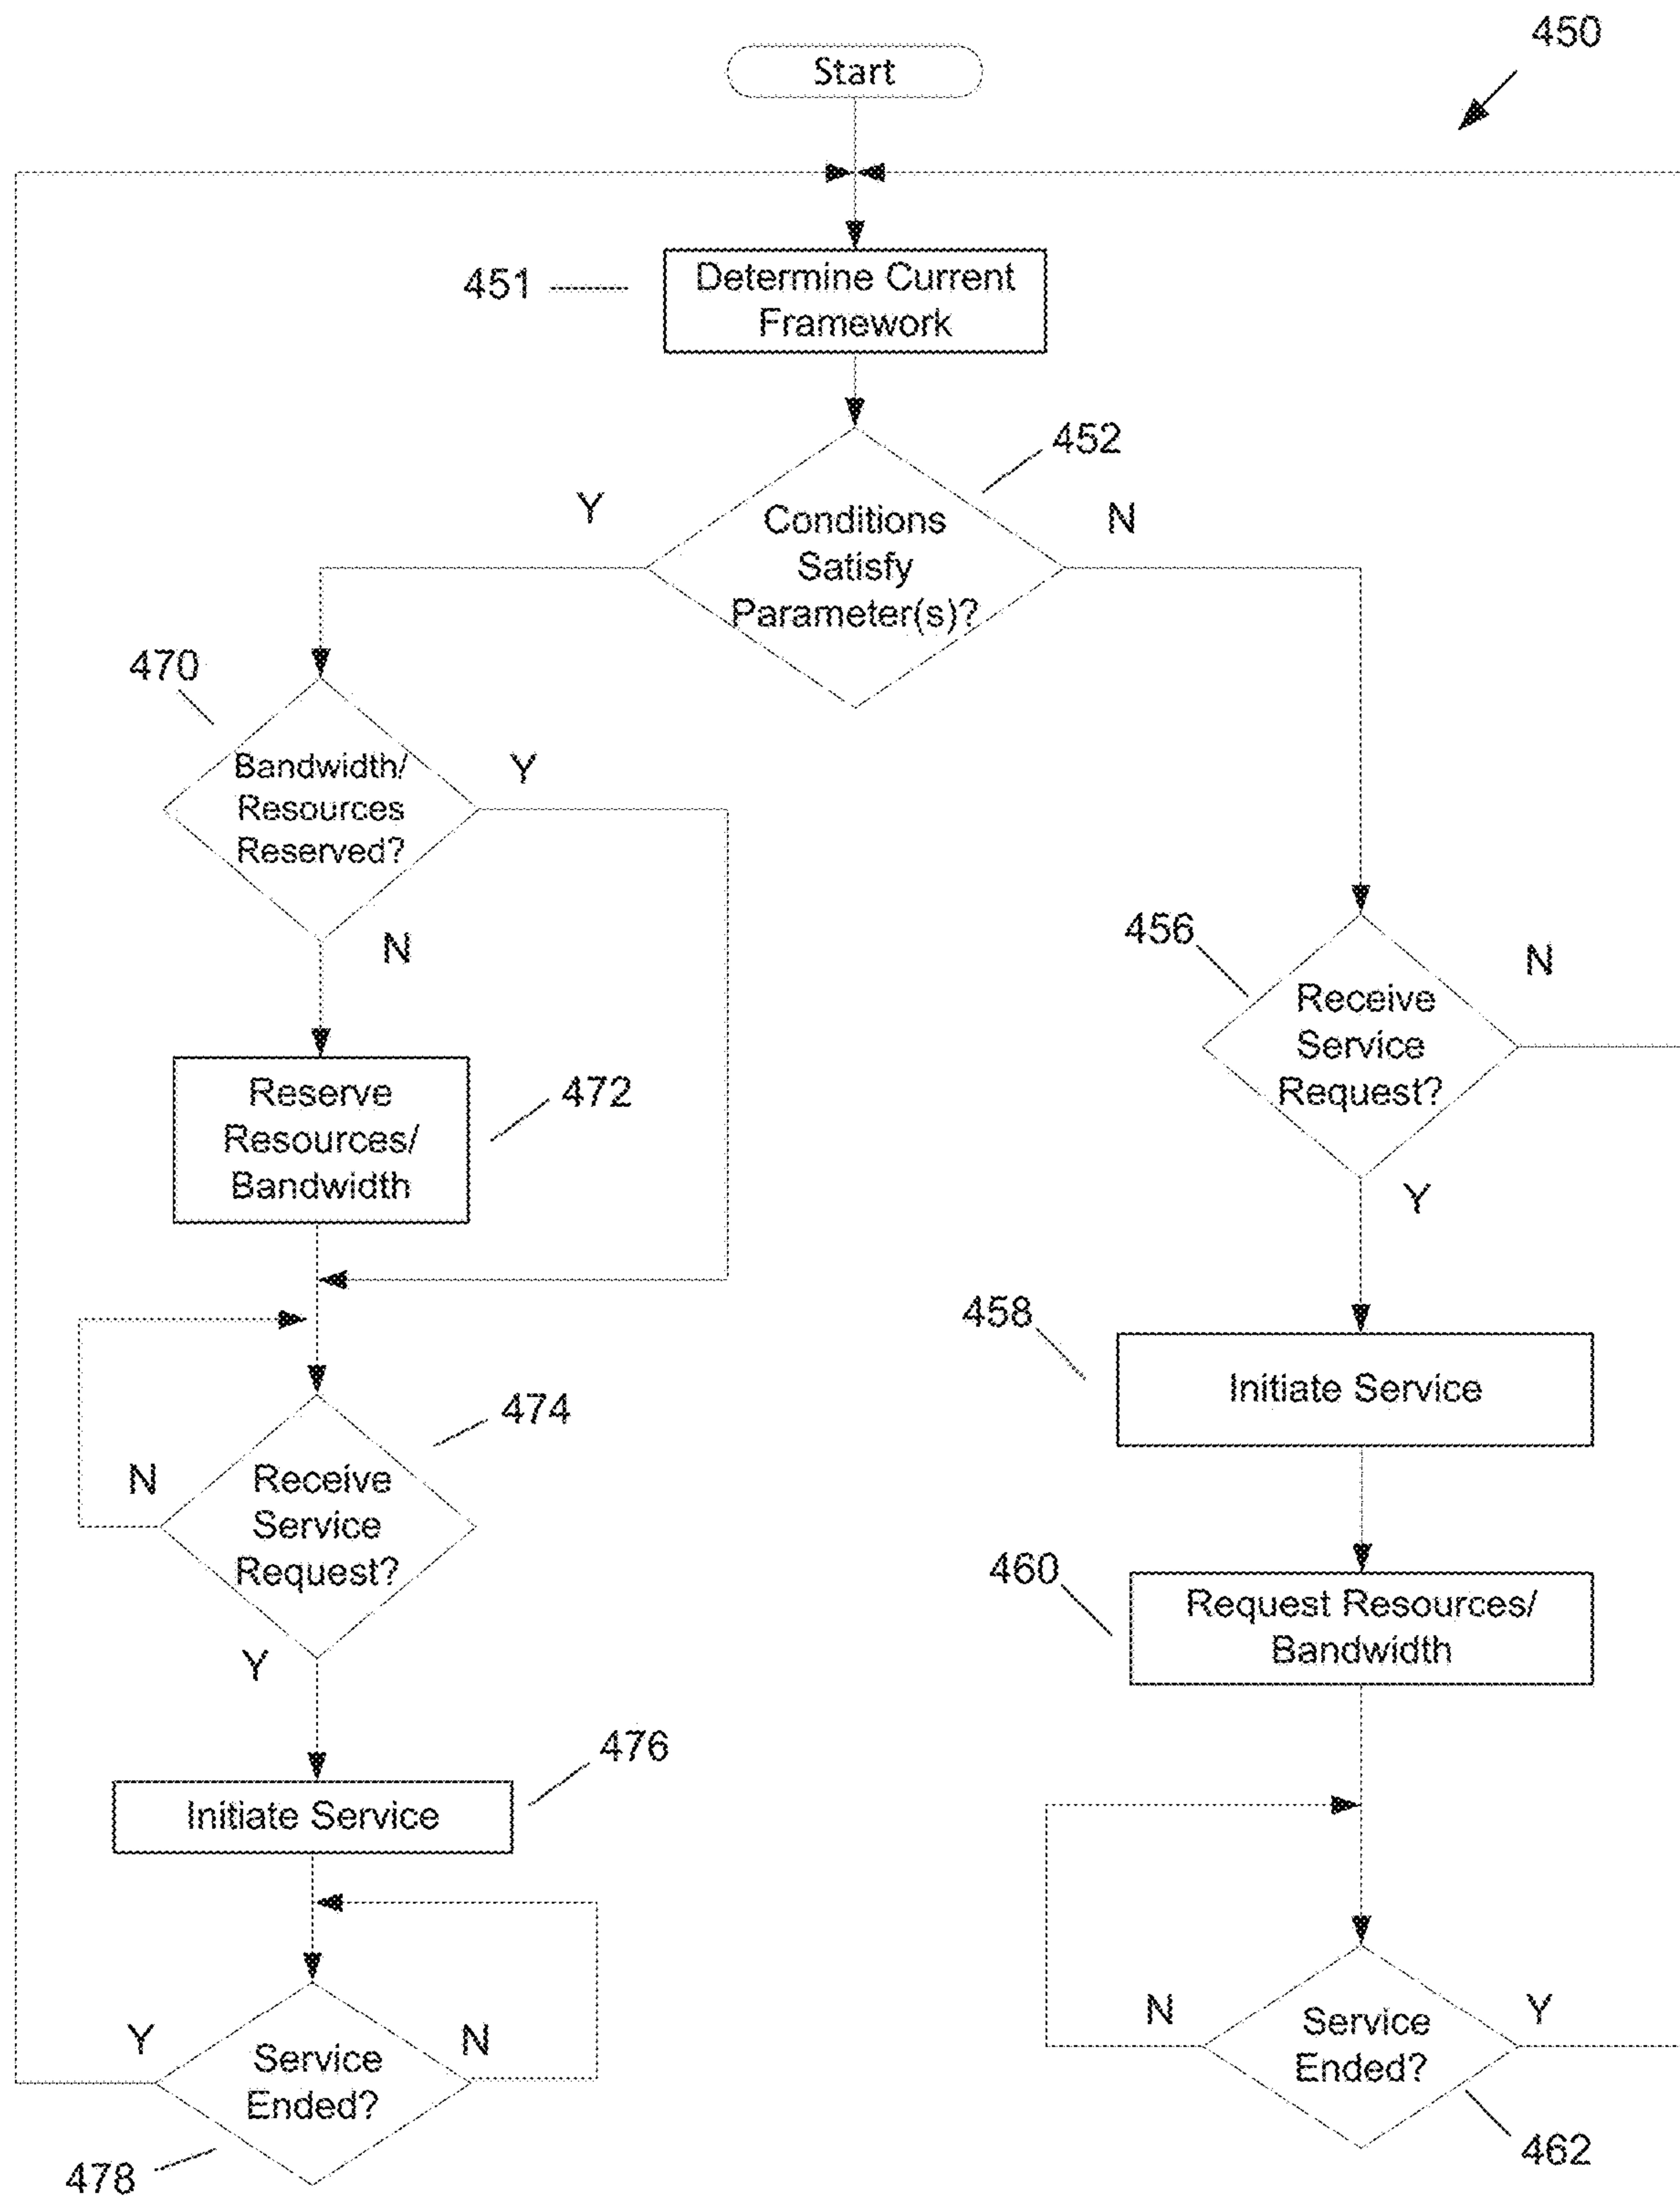 450
Start
451
Determine Current
Framework
452
Y
N
Conditions
Satisfy
Parameter(s)?
470
Y
Bandwidth/
Resources
Reserved?
N
456
N
Receive
Service
Request?
Y
Reserve
Resources/
Bandwidth
472
458
Initiate Service
474
N
Receive
Service
Request?
Y
460
Request Resources/
Bandwidth
476
Initiate Service
Y
N
Service
Ended?
478
N
Y
Service
Ended?
462